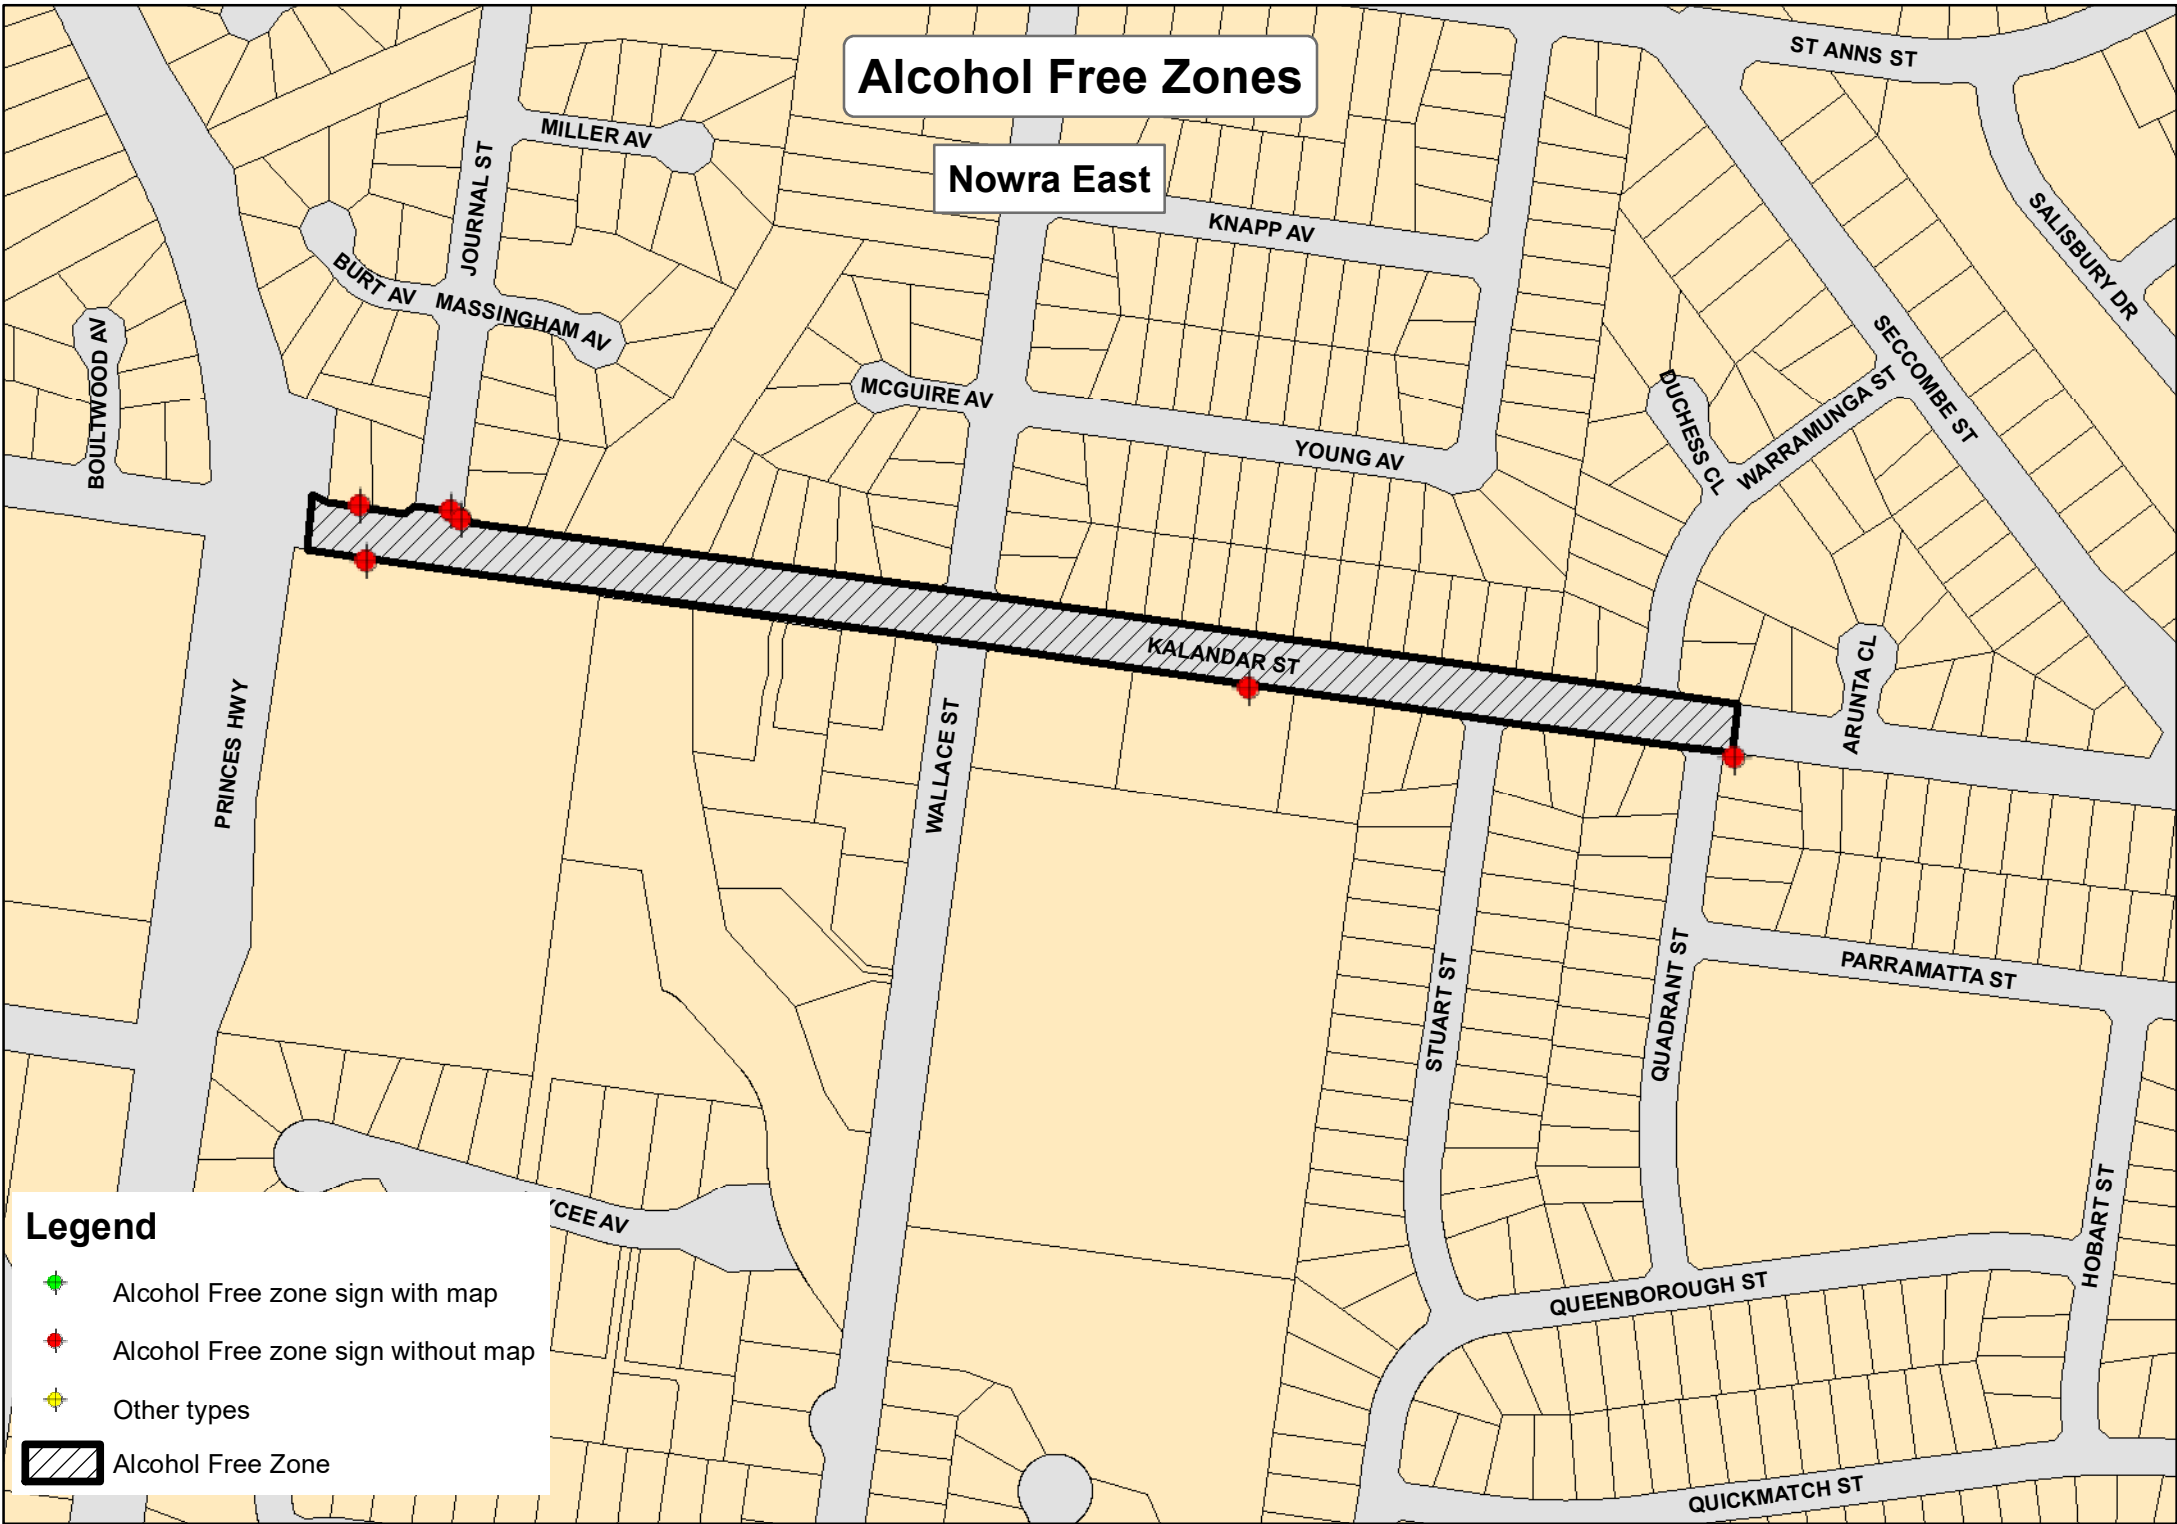 Alcohol Free Zones
Nowra East
ST ANNS ST
MILLER AV
JOURNAL ST
KNAPP AV
SALISBURY DR
BURT AV
MASSINGHAM AV
BOULTWOOD AV
MCGUIRE AV
SECCOMBE ST
DUCHESS CL
WARRAMUNGA ST
YOUNG AV
KALANDAR ST
ARUNTA CL
PRINCES HWY
WALLACE ST
STUART ST
QUADRANT ST
PARRAMATTA ST
HOBART ST
YCEE AV
QUEENBOROUGH ST
QUICKMATCH ST
Legend
Alcohol Free zone sign with map
Alcohol Free zone sign without map
Other types
Alcohol Free Zone